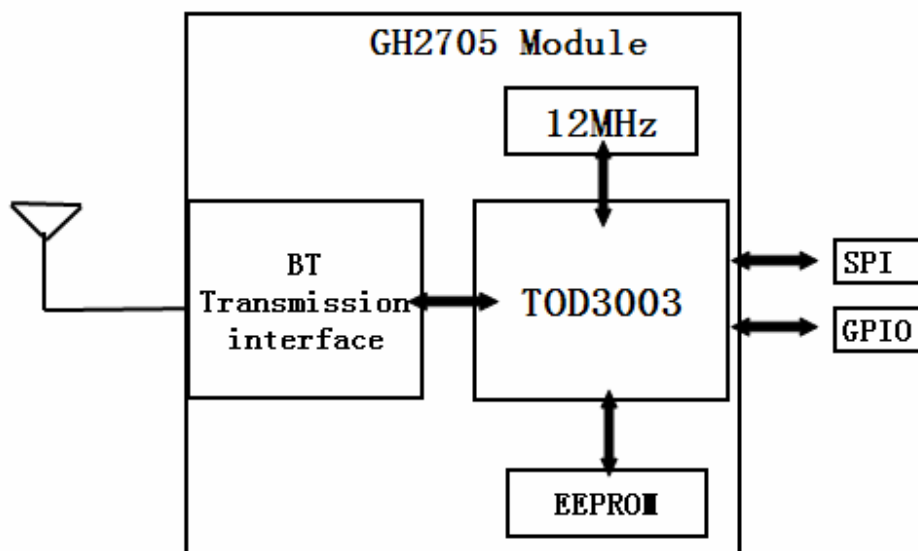 GH2705 Module
12MHz
BT
Transmission
interface
TOD3003
SPI
GPIO
EEPROM